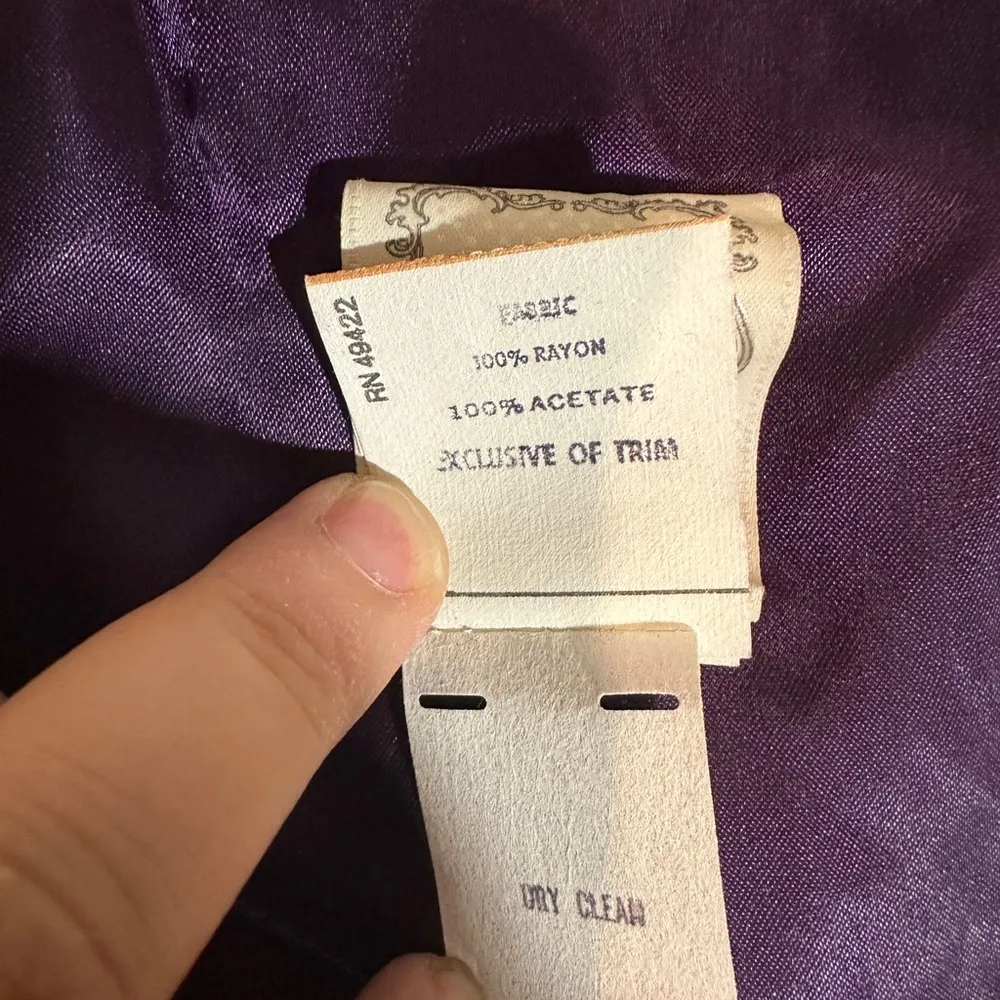 RN 49422
FABRIC
100% RAYON
100% ACETATE
EXCLUSIVE OF TRIM
DRY CLEAN